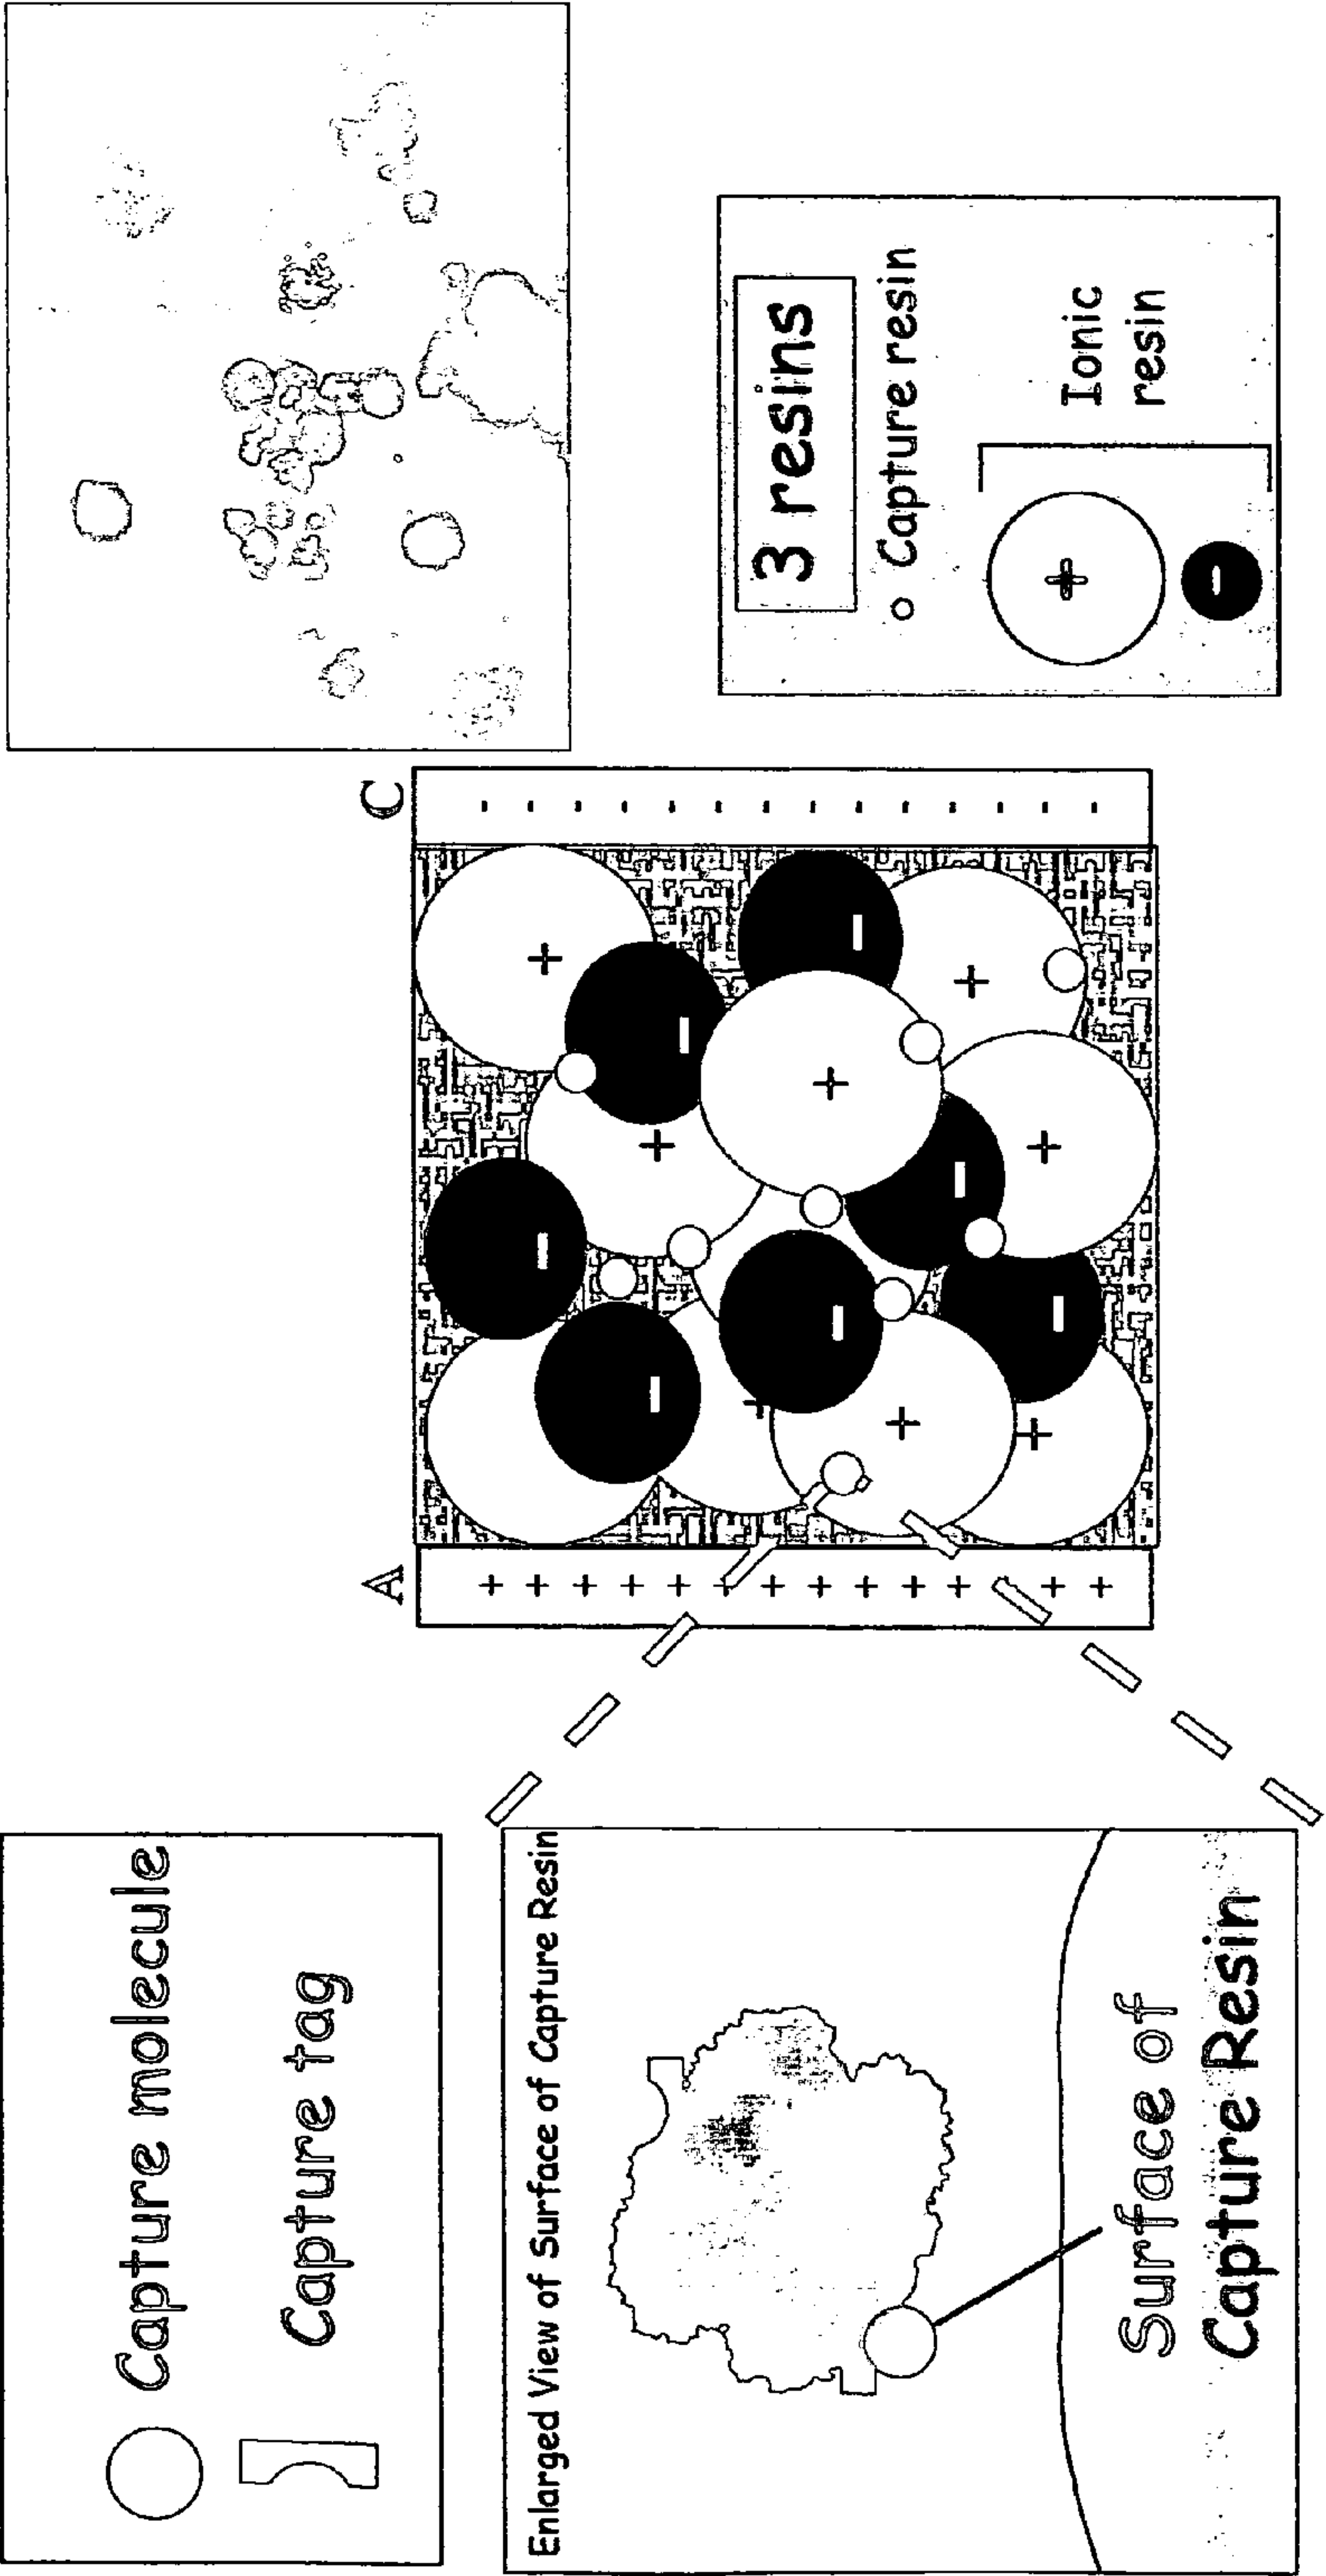 Capture molecule
Capture tag
Enlarged View of Surface of Capture Resin
Surface of
Capture Resin
A
C
3 resins
Capture resin
+
-
Ionic
resin